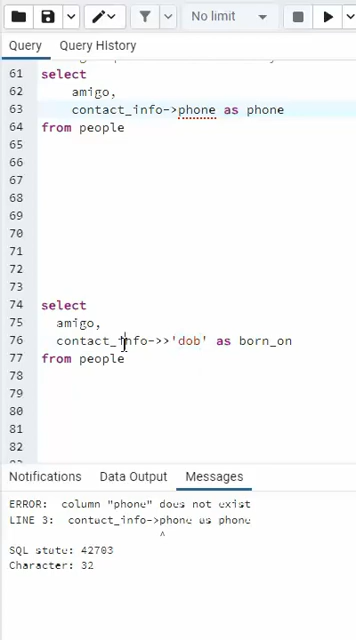 No limit
Query Query History
61 select
62 amigo,
63 contact_info->phone as phone
64 from people
65
66
67
68
69
70
71
72
73
74 select
75 amigo,
76 contact_info->>'dob' as born_on
77 from people
78
79
80
81
82
Notifications Data Output Messages
ERROR: column "phone" does not exist
LINE 3: contact_info->phone as phone
^
SQL state: 42703
Character: 32